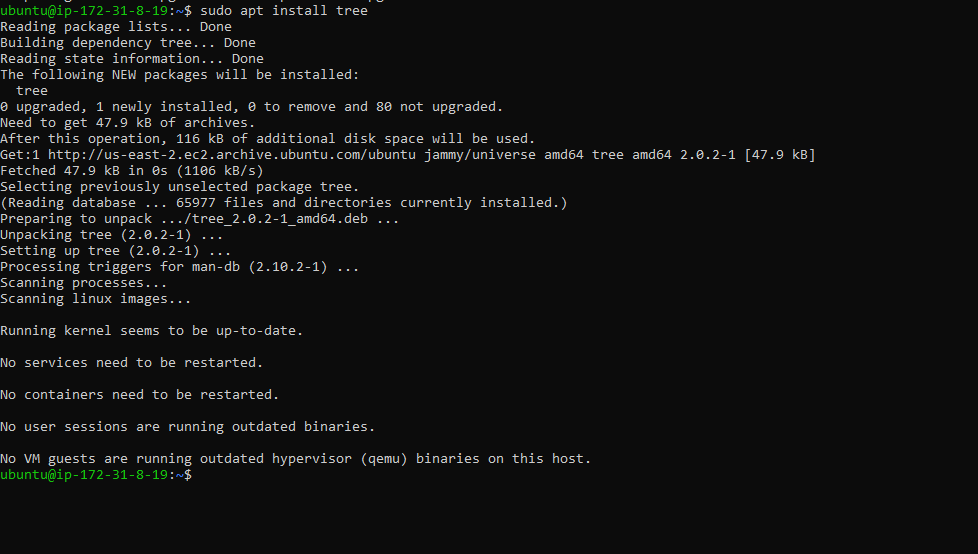 ubuntu@ip-172-31-8-19:~$ sudo apt install tree
Reading package lists... Done
Building dependency tree... Done
Reading state information... Done
The following NEW packages will be installed:
  tree
0 upgraded, 1 newly installed, 0 to remove and 80 not upgraded.
Need to get 47.9 kB of archives.
After this operation, 116 kB of additional disk space will be used.
Get:1 http://us-east-2.ec2.archive.ubuntu.com/ubuntu jammy/universe amd64 tree amd64 2.0.2-1 [47.9 kB]
Fetched 47.9 kB in 0s (1106 kB/s)
Selecting previously unselected package tree.
(Reading database ... 65977 files and directories currently installed.)
Preparing to unpack .../tree_2.0.2-1_amd64.deb ...
Unpacking tree (2.0.2-1) ...
Setting up tree (2.0.2-1) ...
Processing triggers for man-db (2.10.2-1) ...
Scanning processes...
Scanning linux images...
Running kernel seems to be up-to-date.
No services need to be restarted.
No containers need to be restarted.
No user sessions are running outdated binaries.
No VM guests are running outdated hypervisor (qemu) binaries on this host.
ubuntu@ip-172-31-8-19:~$